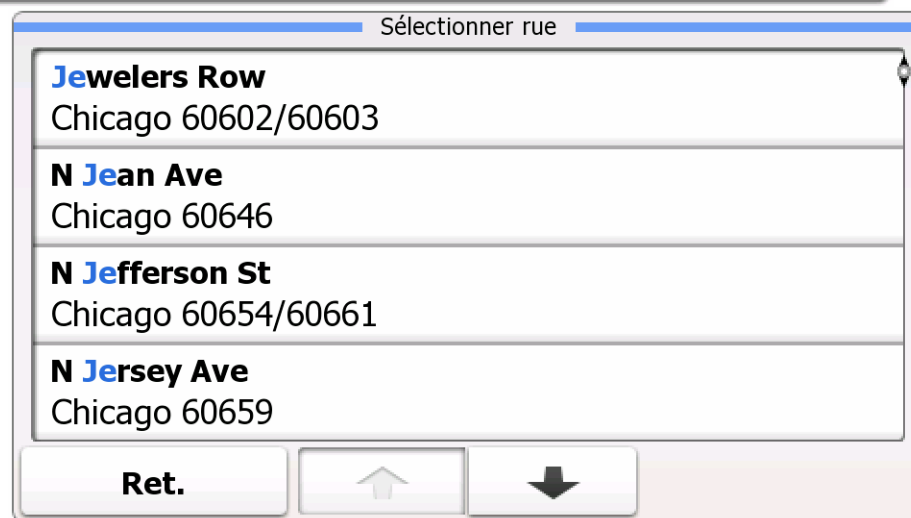 Sélectionner rue
Jewelers Row
Chicago 60602/60603
N Jean Ave
Chicago 60646
N Jefferson St
Chicago 60654/60661
N Jersey Ave
Chicago 60659
Ret.